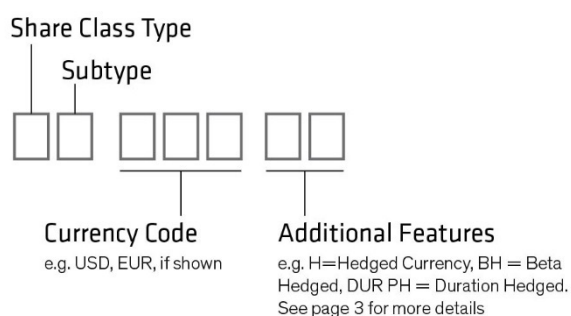 Share Class Type
Subtype
Currency Code
e.g. USD, EUR, if shown
Additional Features
e.g. H=Hedged Currency, BH = Beta
Hedged, DUR PH = Duration Hedged.
See page 3 for more details